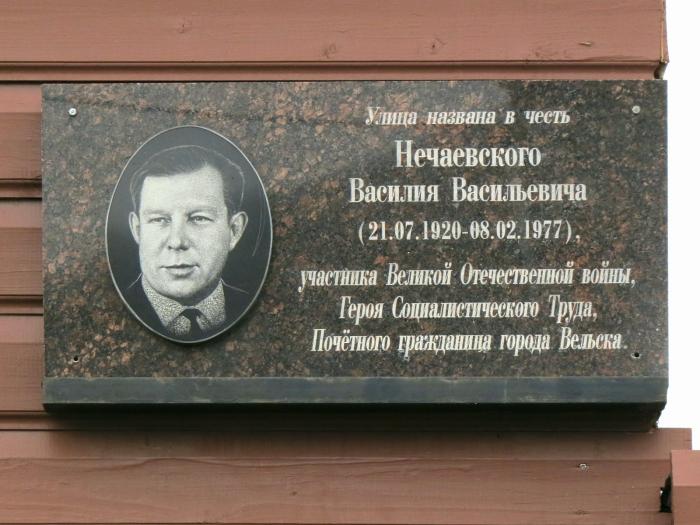 Улица названа в честь
Нечаевского
Василия Васильевича
(21.07.1920-08.02.1977),
участника Великой Отечественной войны,
Героя Социалистического Труда,
Почётного гражданина города Вельска.